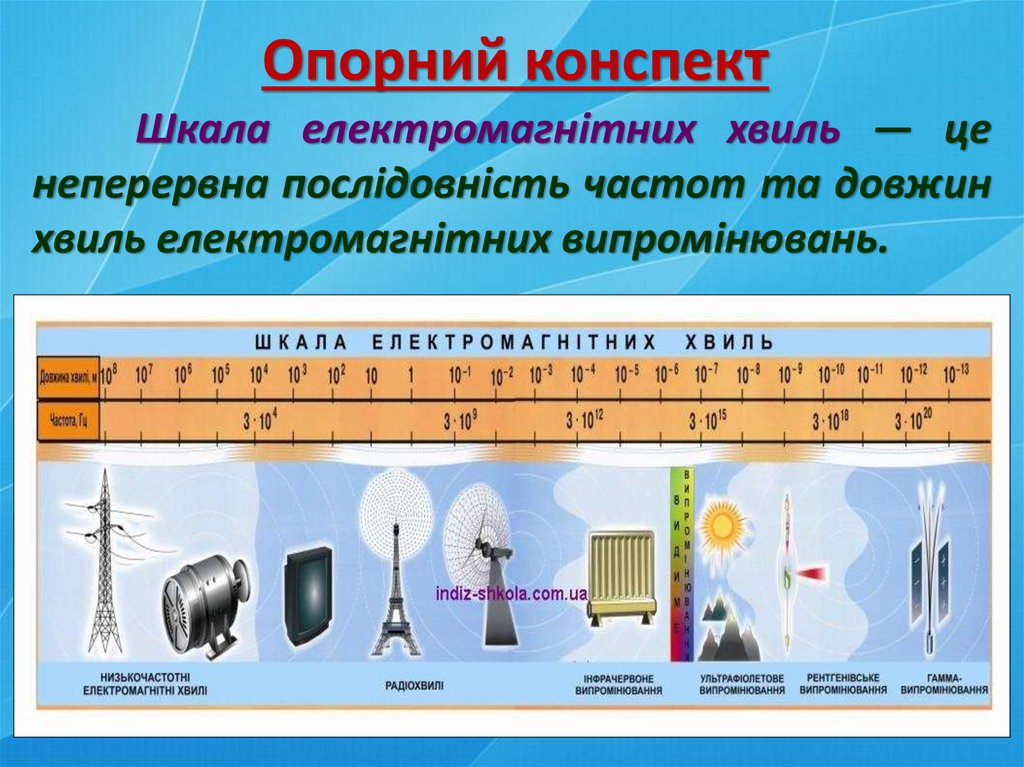 Опорний конспект
Шкала електромагнітних хвиль — це
неперервна послідовність частот та довжин
хвиль електромагнітних випромінювань.
ШКАЛА ЕЛЕКТРОМАГНІТНИХ ХВИЛЬ
Довжина хвилі, м 10⁸ 10⁷ 10⁶ 10⁵ 10⁴ 10³ 10² 10 1 10⁻¹ 10⁻² 10⁻³ 10⁻⁴ 10⁻⁵ 10⁻⁶ 10⁻⁷ 10⁻⁸ 10⁻⁹ 10⁻¹⁰ 10⁻¹¹ 10⁻¹² 10⁻¹³
Частота, Гц 3·10⁴ 3·10⁹ 3·10¹² 3·10¹⁵ 3·10¹⁸ 3·10²⁰
ВИДИМЕ
ВИПРОМІНЮВАННЯ
indiz-shkola.com.ua
НИЗЬКОЧАСТОТНІ
ЕЛЕКТРОМАГНІТНІ ХВИЛІ
РАДІОХВИЛІ
ІНФРАЧЕРВОНЕ
ВИПРОМІНЮВАННЯ
УЛЬТРАФІОЛЕТОВЕ
ВИПРОМІНЮВАННЯ
РЕНТГЕНІВСЬКЕ
ВИПРОМІНЮВАННЯ
ГАММА-
ВИПРОМІНЮВАННЯ